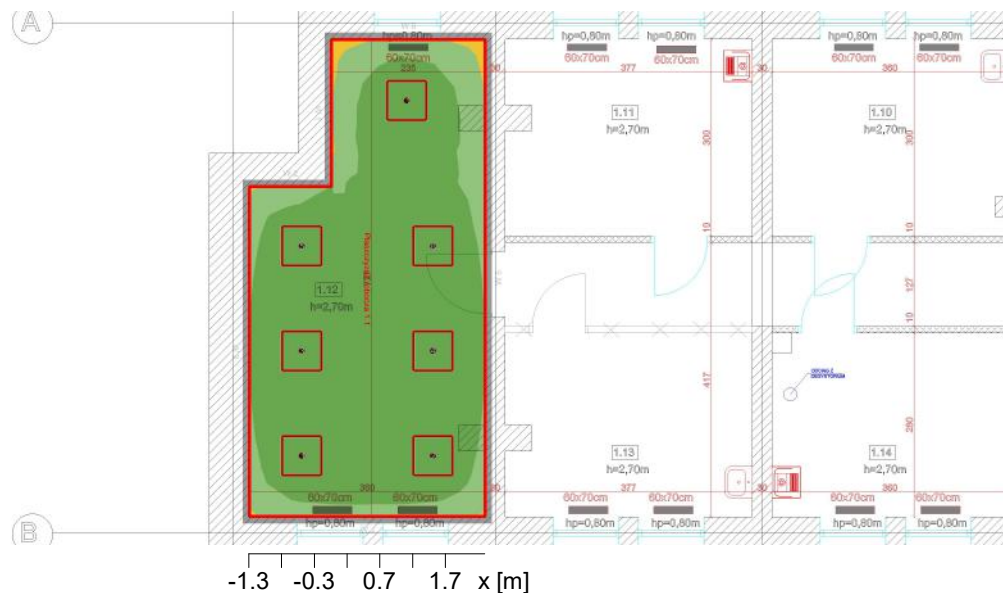 A
hp=0,80m
hp=0,80m
hp=0,80m
hp=0,80m
hp=0,80m
60x70cm
60x70cm
60x70cm
60x70cm
60x70cm
235
377
30
360
1.11
h=2,70m
1.10
h=2,70m
300
300
1.12
h=2,70m
10
10
127
10
417
280
1.13
h=2,70m
1.14
h=2,70m
360
377
30
360
60x70cm
60x70cm
60x70cm
60x70cm
60x70cm
60x70cm
hp=0,80m
hp=0,80m
hp=0,80m
hp=0,80m
hp=0,80m
hp=0,80m
B
-1.3 -0.3 0.7 1.7 x [m]